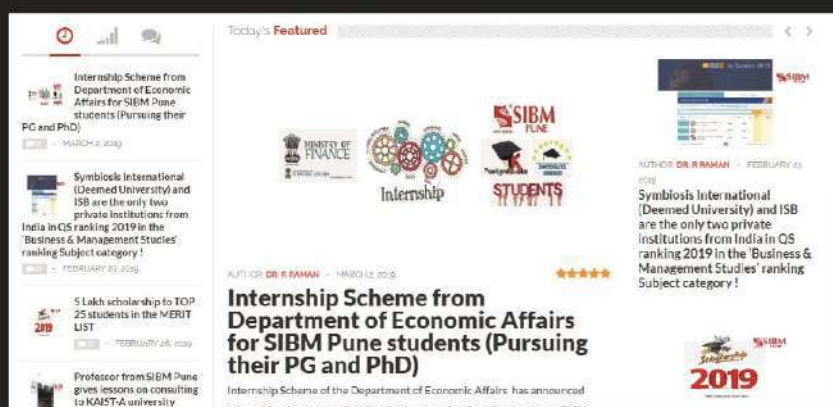 Internship Scheme from
Department of Economic
Affairs for SIBM Pune
students (Pursuing their
PG and PhD)
Symbiosis International
(Deemed University) and
ISB are the only two
private institutions from
India in QS ranking 2019 in the
'Business & Management Studies'
ranking Subject category !
FEBRUARY 23, 2019
5 Lakh scholarship to TOP
25 students in the MERIT
LIST
2019
FEBRUARY 26, 2019
Professor from SIBM Pune
gives lessons on consulting
to KAIST-A university
Today's Featured
MINISTRY OF
FINANCE
Internship
SIBM
PUNE
Postgraduate
STUDENTS
AUTHOR: DR. R RAMAN - MARCH 2, 2019
Internship Scheme from
Department of Economic Affairs
for SIBM Pune students (Pursuing
their PG and PhD)
Internship Scheme of the Department of Economic Affairs has announced
SIBM
AUTHOR: DR. R RAMAN - FEBRUARY 23,
2019
Symbiosis International
(Deemed University) and ISB
are the only two private
institutions from India in QS
ranking 2019 in the 'Business &
Management Studies' ranking
Subject category !
Scholarship
SIBM
2019